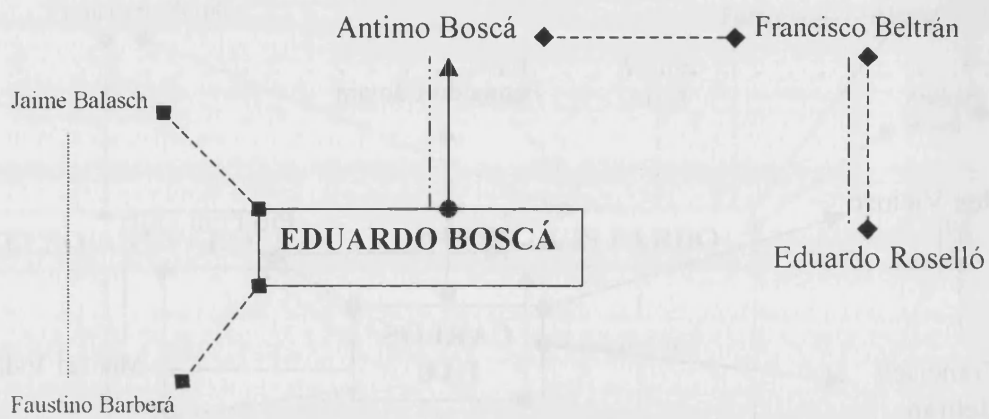 Antimo Boscá
Francisco Beltrán
Jaime Balasch
EDUARDO BOSCÁ
Eduardo Roselló
Faustino Barberá